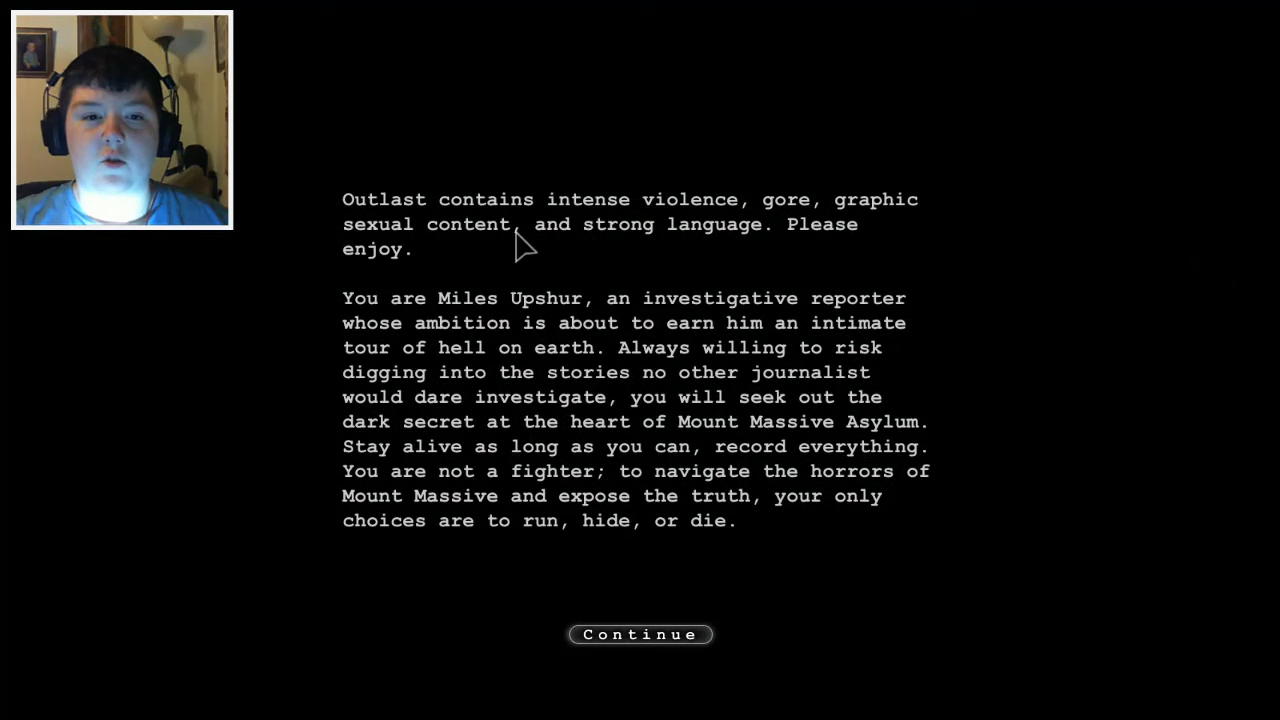 Outlast contains intense violence, gore, graphic
sexual content, and strong language. Please
enjoy.
You are Miles Upshur, an investigative reporter
whose ambition is about to earn him an intimate
tour of hell on earth. Always willing to risk
digging into the stories no other journalist
would dare investigate, you will seek out the
dark secret at the heart of Mount Massive Asylum.
Stay alive as long as you can, record everything.
You are not a fighter; to navigate the horrors of
Mount Massive and expose the truth, your only
choices are to run, hide, or die.
Continue